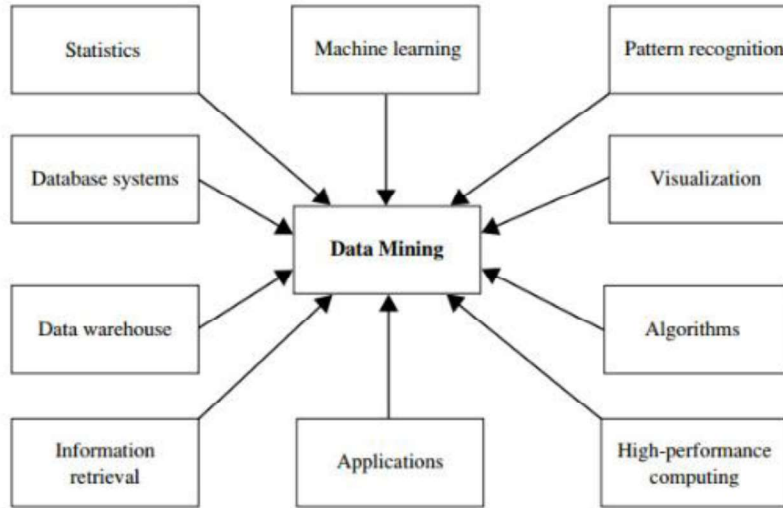 Statistics
Machine learning
Pattern recognition
Database systems
Visualization
Data Mining
Data warehouse
Algorithms
Information
retrieval
Applications
High-performance
computing